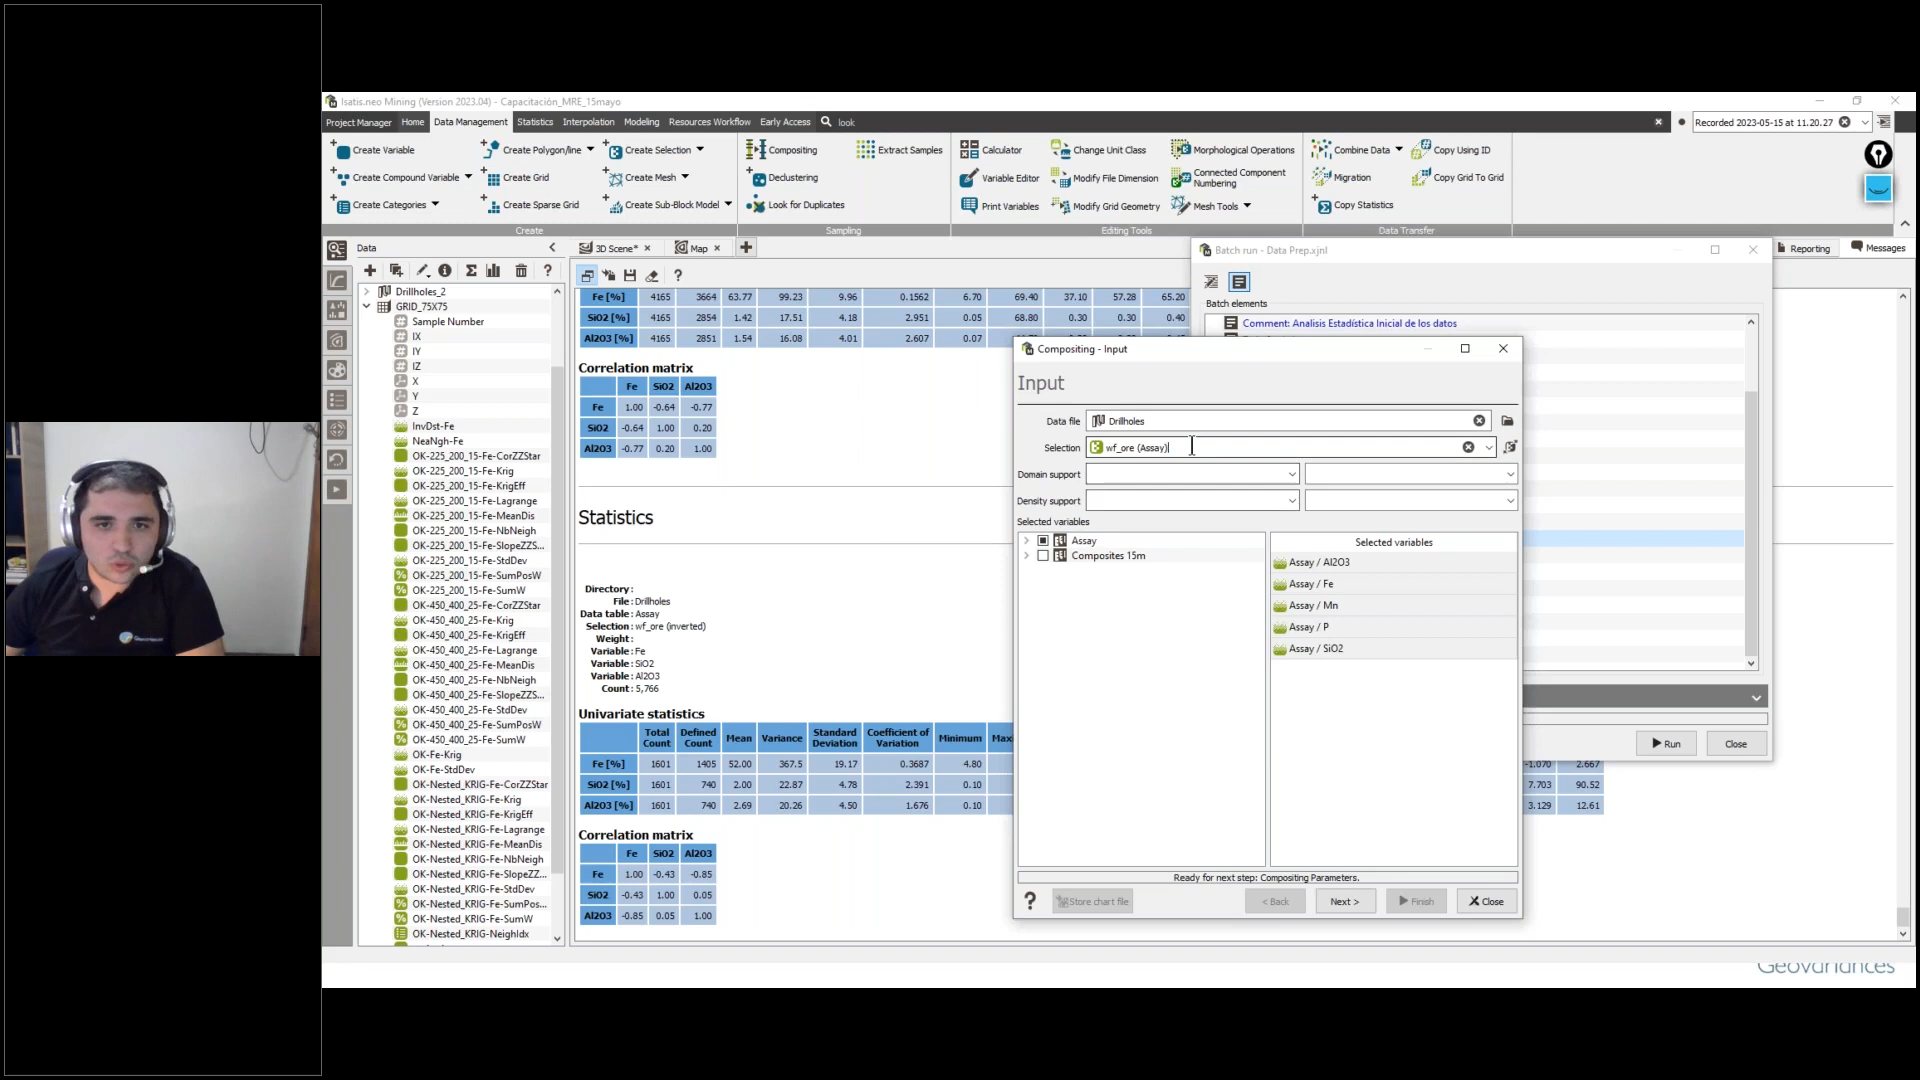 Isatis.neo Mining (Version 2023.04) - Capacitación_MRE_15mayo
Project Manager Home Data Management Statistics Interpolation Modeling Resources Workflow Early Access look
Recorded 2023-05-15 at 11.20.27
Create Variable Create Polygon/line Create Selection Compositing Extract Samples Calculator Change Unit Class Morphological Operations Combine Data Copy Using ID
Create Compound Variable Create Grid Create Mesh Declustering Variable Editor Modify File Dimension Connected Component Numbering Migration Copy Grid To Grid
Create Categories Create Sparse Grid Create Sub-Block Model Look for Duplicates Print Variables Modify Grid Geometry Mesh Tools Copy Statistics
Create Sampling Editing Tools Data Transfer
Data
3D Scene* Map
Batch run - Data Prep.xjnl
Reporting Messages
Drillholes_2
GRID_75X75
Sample Number
IX
IY
IZ
X
Y
Z
InvDst-Fe
NeaNgh-Fe
OK-225_200_15-Fe-CorZZStar
OK-225_200_15-Fe-Krig
OK-225_200_15-Fe-KrigEff
OK-225_200_15-Fe-Lagrange
OK-225_200_15-Fe-MeanDis
OK-225_200_15-Fe-NbNeigh
OK-225_200_15-Fe-SlopeZZS...
OK-225_200_15-Fe-StdDev
OK-225_200_15-Fe-SumPosW
OK-225_200_15-Fe-SumW
OK-450_400_25-Fe-CorZZStar
OK-450_400_25-Fe-Krig
OK-450_400_25-Fe-KrigEff
OK-450_400_25-Fe-Lagrange
OK-450_400_25-Fe-MeanDis
OK-450_400_25-Fe-NbNeigh
OK-450_400_25-Fe-SlopeZZS...
OK-450_400_25-Fe-StdDev
OK-450_400_25-Fe-SumPosW
OK-450_400_25-Fe-SumW
OK-Fe-Krig
OK-Fe-StdDev
OK-Nested_KRIG-Fe-CorZZStar
OK-Nested_KRIG-Fe-Krig
OK-Nested_KRIG-Fe-KrigEff
OK-Nested_KRIG-Fe-Lagrange
OK-Nested_KRIG-Fe-MeanDis
OK-Nested_KRIG-Fe-NbNeigh
OK-Nested_KRIG-Fe-SlopeZZ...
OK-Nested_KRIG-Fe-StdDev
OK-Nested_KRIG-Fe-SumPos...
OK-Nested_KRIG-Fe-SumW
OK-Nested_KRIG-NeighIdx
Fe [%] 4165 3664 63.77 99.23 9.96 0.1562 6.70 69.40 37.10 57.28 65.20
SiO2 [%] 4165 2854 1.42 17.51 4.18 2.951 0.05 68.80 0.30 0.30 0.40
Al2O3 [%] 4165 2851 1.54 16.08 4.01 2.607 0.07
Correlation matrix
Fe SiO2 Al2O3
Fe 1.00 -0.64 -0.77
SiO2 -0.64 1.00 0.20
Al2O3 -0.77 0.20 1.00
Statistics
Directory :
File : Drillholes
Data table : Assay
Selection : wf_ore (inverted)
Weight :
Variable : Fe
Variable : SiO2
Variable : Al2O3
Count : 5,766
Univariate statistics
Total Count Defined Count Mean Variance Standard Deviation Coefficient of Variation Minimum Max
Fe [%] 1601 1405 52.00 367.5 19.17 0.3687 4.80 -1.070 2.667
SiO2 [%] 1601 740 2.00 22.87 4.78 2.391 0.10 7.703 90.52
Al2O3 [%] 1601 740 2.69 20.26 4.50 1.676 0.10 3.129 12.61
Correlation matrix
Fe SiO2 Al2O3
Fe 1.00 -0.43 -0.85
SiO2 -0.43 1.00 0.05
Al2O3 -0.85 0.05 1.00
Batch elements
Comment: Analisis Estadística Inicial de los datos
Run Close
Compositing - Input
Input
Data file Drillholes
Selection wf_ore (Assay)
Domain support
Density support
Selected variables
Assay
Composites 15m
Selected variables
Assay / Al2O3
Assay / Fe
Assay / Mn
Assay / P
Assay / SiO2
Ready for next step: Compositing Parameters.
Store chart file < Back Next > Finish Close
Geovariances